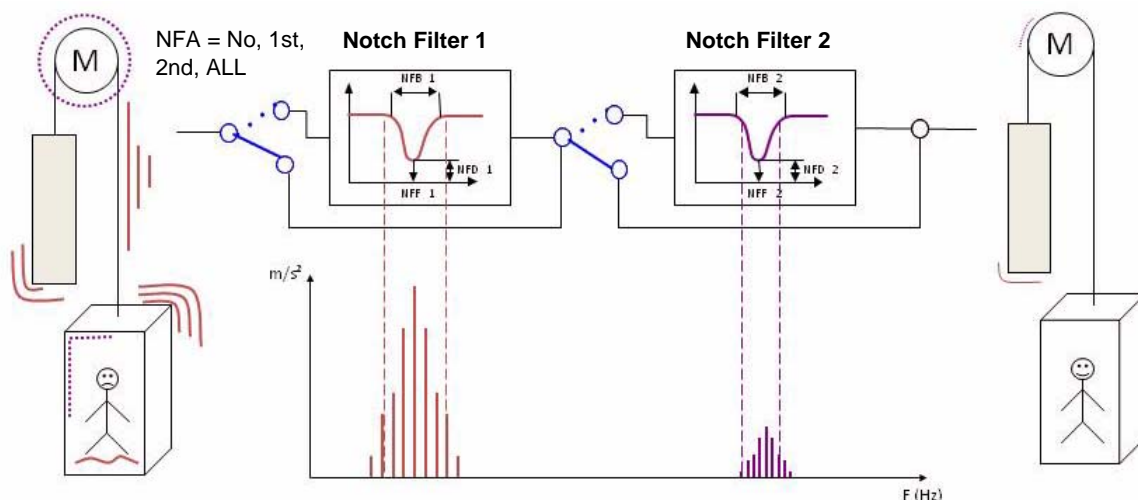 M
NFA = No, 1st,
2nd, ALL
Notch Filter 1
NFB 1
NFD 1
NFF 1
Notch Filter 2
NFB 2
NFD 2
NFF 2
M
m/s²
F (Hz)